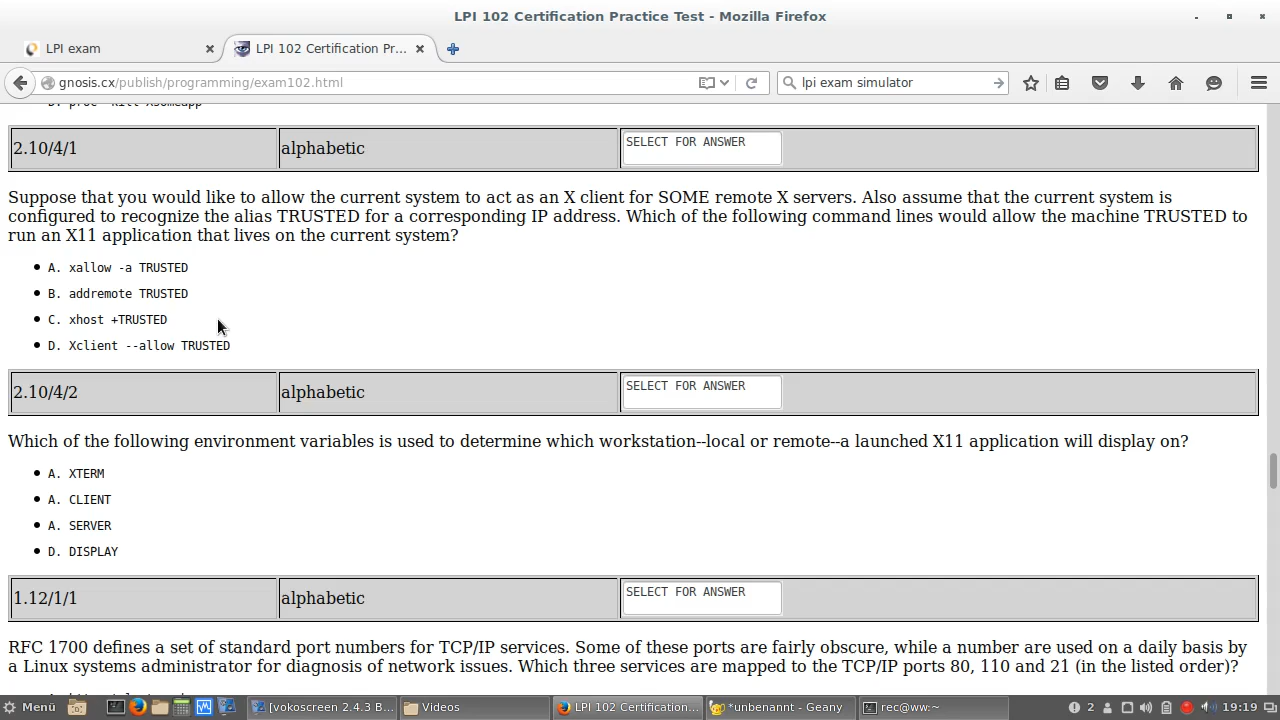 LPI 102 Certification Practice Test - Mozilla Firefox
LPI exam
LPI 102 Certification Pr...
gnosis.cx/publish/programming/exam102.html
lpi exam simulator
2.10/4/1 alphabetic SELECT FOR ANSWER
Suppose that you would like to allow the current system to act as an X client for SOME remote X servers. Also assume that the current system is
configured to recognize the alias TRUSTED for a corresponding IP address. Which of the following command lines would allow the machine TRUSTED to
run an X11 application that lives on the current system?
A. xallow -a TRUSTED
B. addremote TRUSTED
C. xhost +TRUSTED
D. Xclient --allow TRUSTED
2.10/4/2 alphabetic SELECT FOR ANSWER
Which of the following environment variables is used to determine which workstation--local or remote--a launched X11 application will display on?
A. XTERM
A. CLIENT
A. SERVER
D. DISPLAY
1.12/1/1 alphabetic SELECT FOR ANSWER
RFC 1700 defines a set of standard port numbers for TCP/IP services. Some of these ports are fairly obscure, while a number are used on a daily basis by
a Linux systems administrator for diagnosis of network issues. Which three services are mapped to the TCP/IP ports 80, 110 and 21 (in the listed order)?
Menü [vokoscreen 2.4.3 B... Videos LPI 102 Certification... *unbenannt - Geany rec@ww:~ 2 19:19